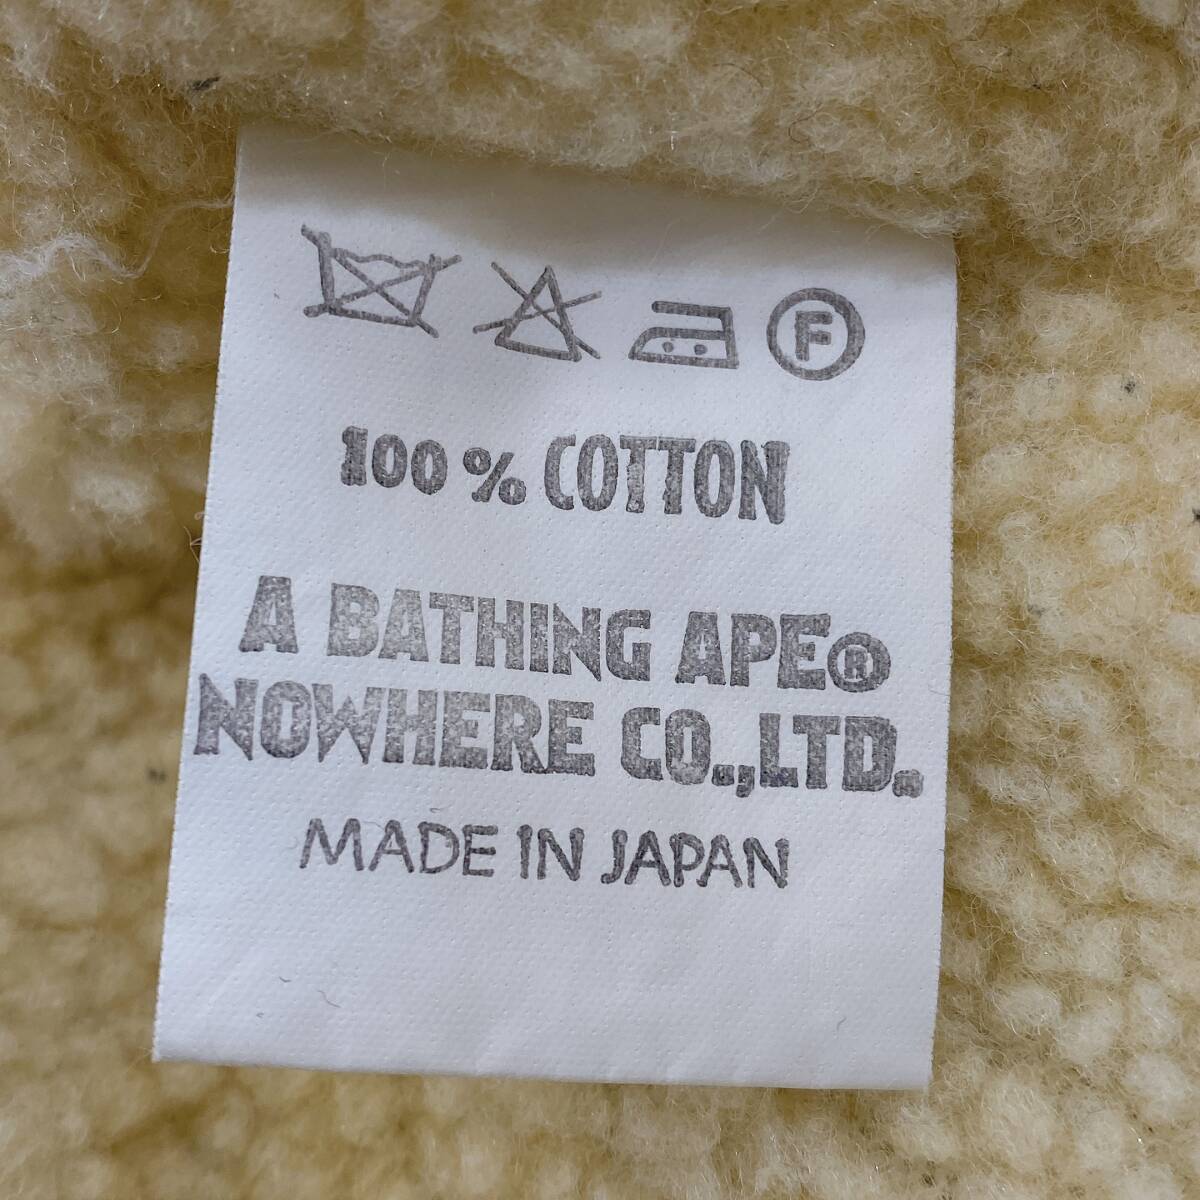 F
100% COTTON
A BATHING APE®
NOWHERE CO.,LTD.
MADE IN JAPAN